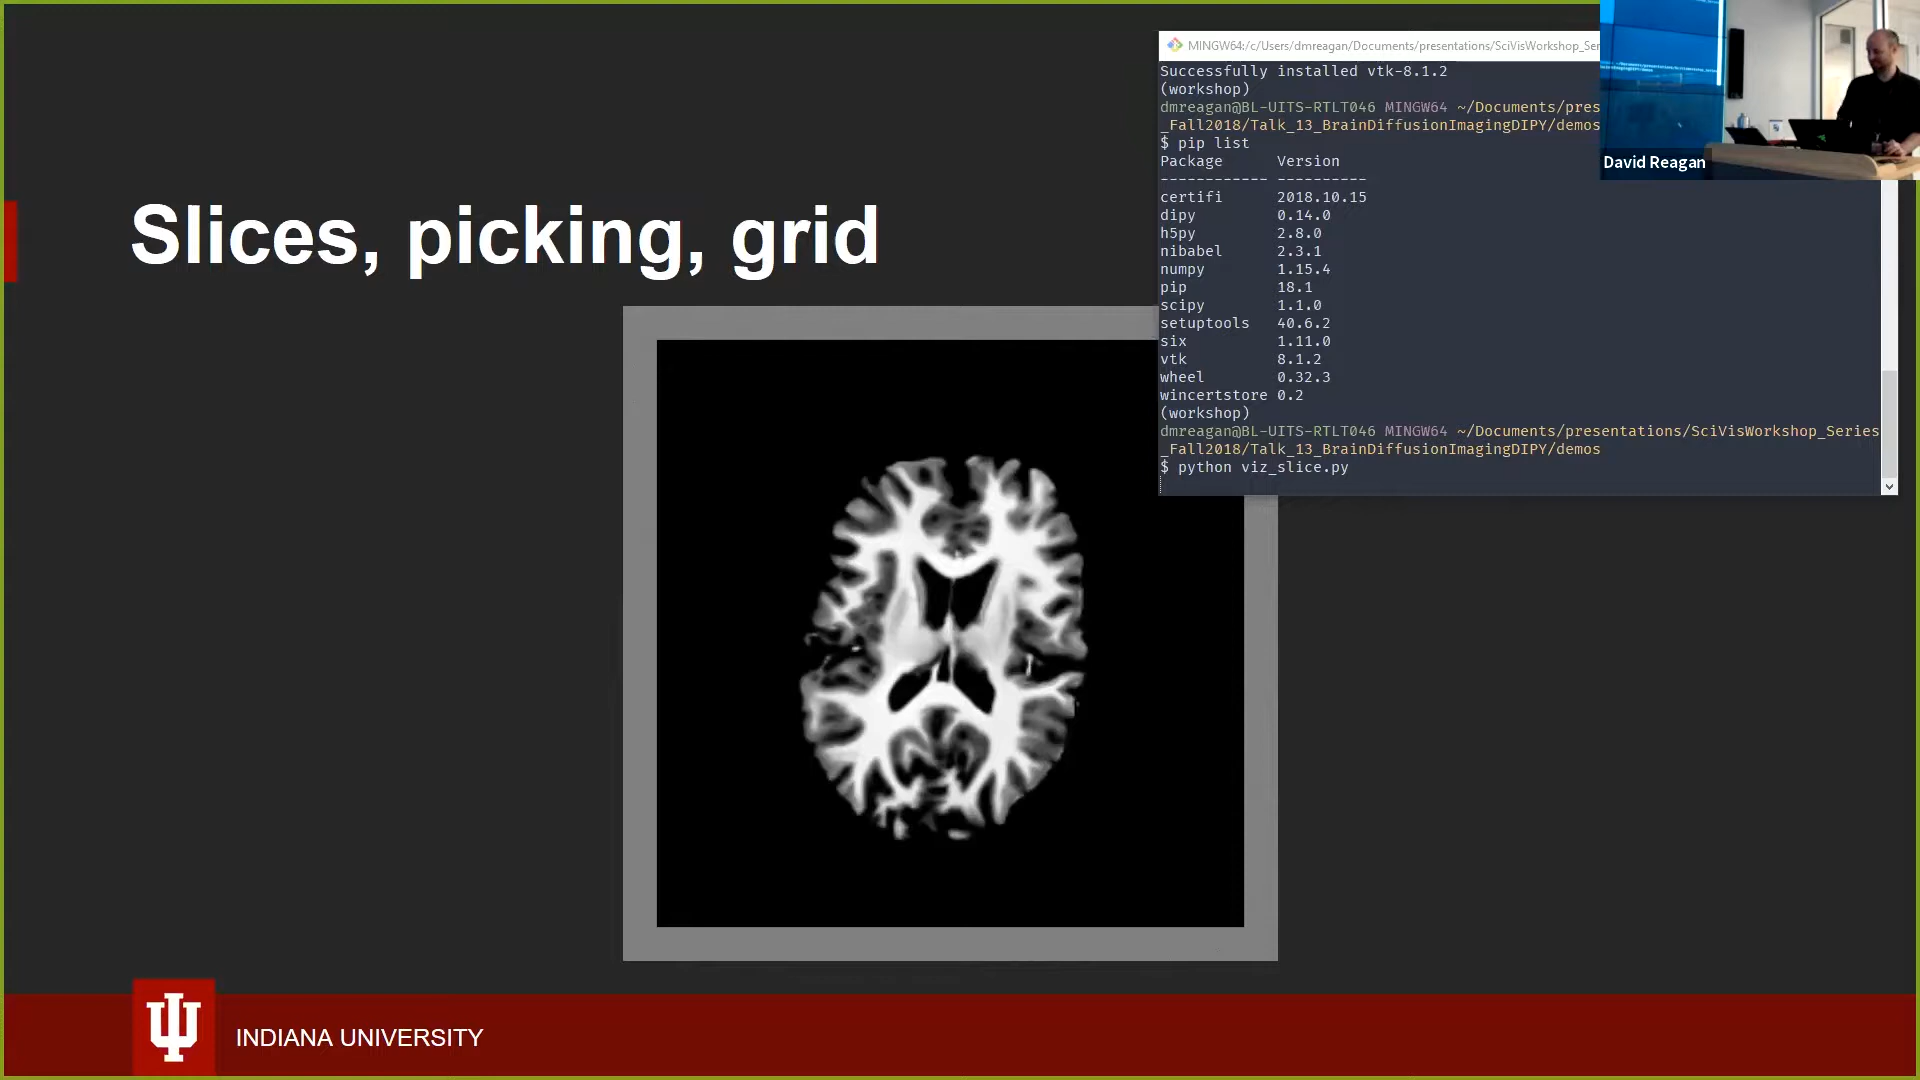 Slices, picking, grid
MINGW64:/c/Users/dmreagan/Documents/presentations/SciVisWorkshop_Ser
Successfully installed vtk-8.1.2
(workshop)
dmreagan@BL-UITS-RTLT046 MINGW64 ~/Documents/pres
_Fall2018/Talk_13_BrainDiffusionImagingDIPY/demos
$ pip list
Package Version
------------ ----------
certifi 2018.10.15
dipy 0.14.0
h5py 2.8.0
nibabel 2.3.1
numpy 1.15.4
pip 18.1
scipy 1.1.0
setuptools 40.6.2
six 1.11.0
vtk 8.1.2
wheel 0.32.3
wincertstore 0.2
(workshop)
dmreagan@BL-UITS-RTLT046 MINGW64 ~/Documents/presentations/SciVisWorkshop_Series
_Fall2018/Talk_13_BrainDiffusionImagingDIPY/demos
$ python viz_slice.py
David Reagan
INDIANA UNIVERSITY